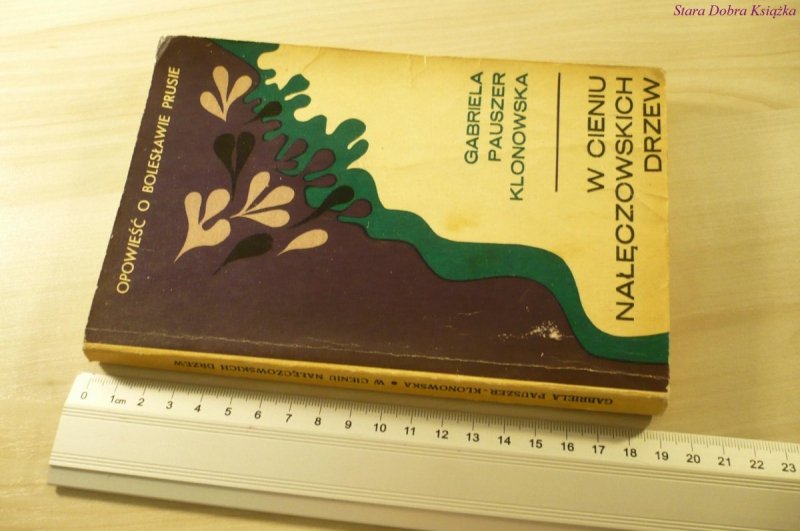 Stara Dobra Książka
GABRIELA
PAUSZER
KLONOWSKA
W CIENIU
NAŁĘCZOWSKICH
DRZEW
OPOWIEŚĆ O BOLESŁAWIE PRUSIE
GABRIELA PAUSZER-KLONOWSKA • W CIENIU NAŁĘCZOWSKICH DRZEW
0 1cm 2 3 4 5 6 7 8 9 10 11 12 13 14 15 16 17 18 19 20 21 22 23